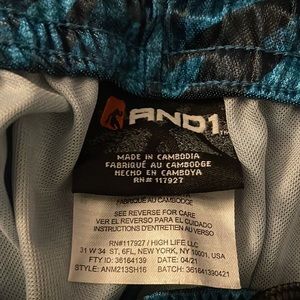 AND1
MADE IN CAMBODIA
FABRIQUÉ AU CAMBODGE
HECHO EN CAMBOYA
RN# 117927
FABRIQUE AU CAMBODGE
SEE REVERSE FOR CARE
VER EL REVERSO PARA EL CUIDADO
INSTRUCTIONS D'ENTRETIEN AU VERSO
RN#117927 / HIGH LIFE LLC
31 W 34 ST, 6FL, NEW YORK, NY 10001, USA
FTY ID: 36164139 DATE: 04/21
STYLE: ANM213SH16 BATCH: 361641390421